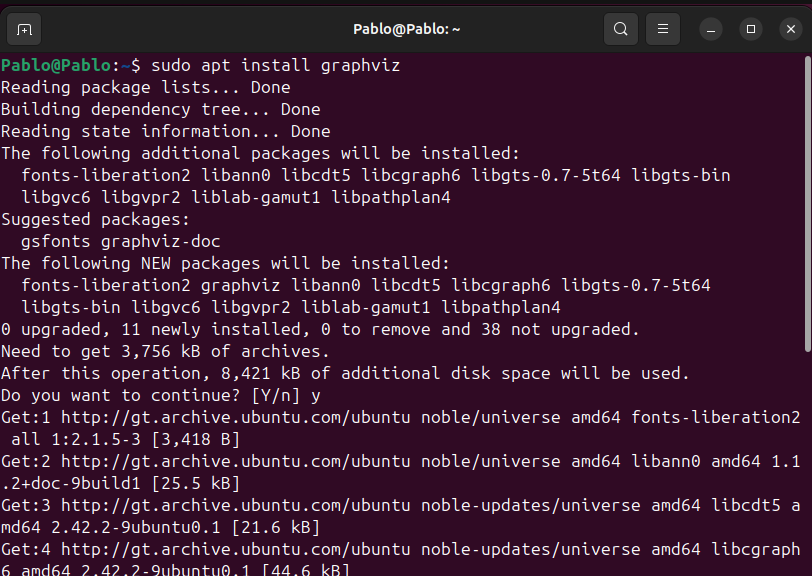 Pablo@Pablo: ~
Pablo@Pablo:~$ sudo apt install graphviz
Reading package lists... Done
Building dependency tree... Done
Reading state information... Done
The following additional packages will be installed:
  fonts-liberation2 libann0 libcdt5 libcgraph6 libgts-0.7-5t64 libgts-bin
  libgvc6 libgvpr2 liblab-gamut1 libpathplan4
Suggested packages:
  gsfonts graphviz-doc
The following NEW packages will be installed:
  fonts-liberation2 graphviz libann0 libcdt5 libcgraph6 libgts-0.7-5t64
  libgts-bin libgvc6 libgvpr2 liblab-gamut1 libpathplan4
0 upgraded, 11 newly installed, 0 to remove and 38 not upgraded.
Need to get 3,756 kB of archives.
After this operation, 8,421 kB of additional disk space will be used.
Do you want to continue? [Y/n] y
Get:1 http://gt.archive.ubuntu.com/ubuntu noble/universe amd64 fonts-liberation2
 all 1:2.1.5-3 [3,418 B]
Get:2 http://gt.archive.ubuntu.com/ubuntu noble/universe amd64 libann0 amd64 1.1
.2+doc-9build1 [25.5 kB]
Get:3 http://gt.archive.ubuntu.com/ubuntu noble-updates/universe amd64 libcdt5 a
md64 2.42.2-9ubuntu0.1 [21.6 kB]
Get:4 http://gt.archive.ubuntu.com/ubuntu noble-updates/universe amd64 libcgraph
6 amd64 2.42.2-9ubuntu0.1 [44.6 kB]